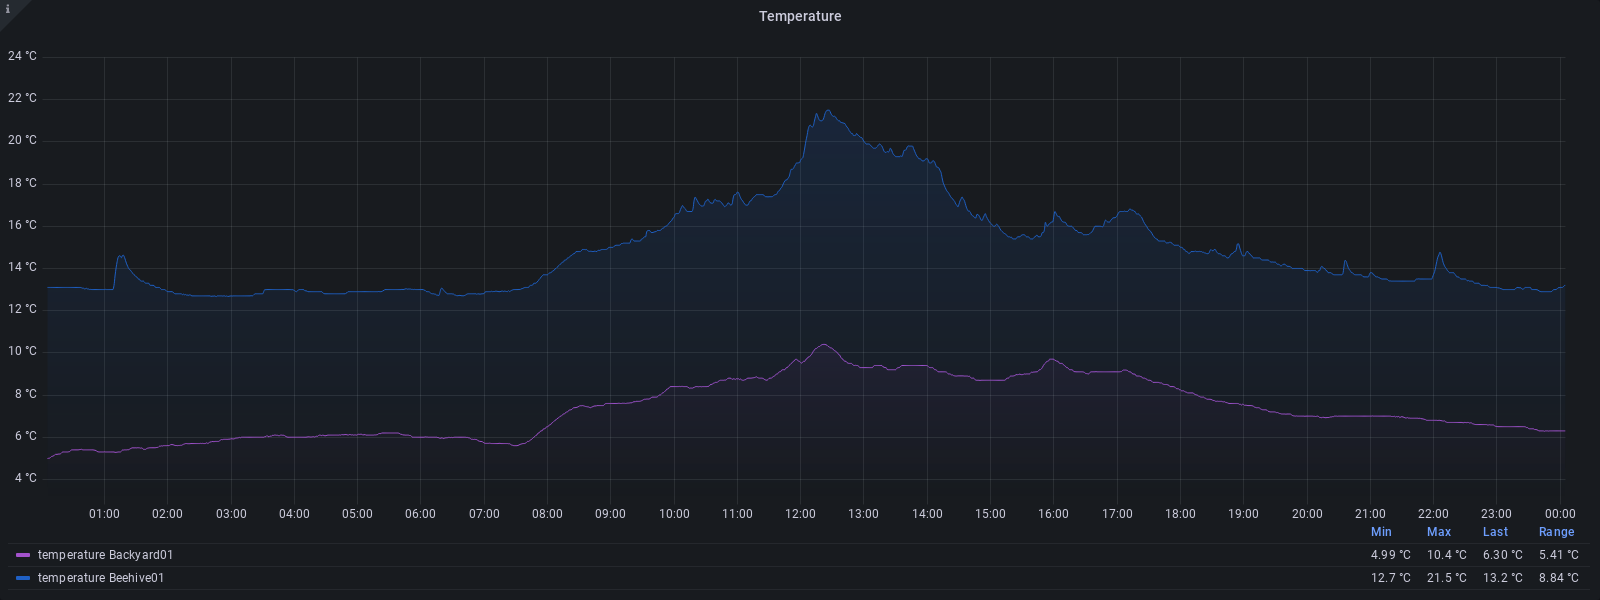 i
Temperature
24 °C
22 °C
20 °C
18 °C
16 °C
14 °C
12 °C
10 °C
8 °C
6 °C
4 °C
01:00 02:00 03:00 04:00 05:00 06:00 07:00 08:00 09:00 10:00 11:00 12:00 13:00 14:00 15:00 16:00 17:00 18:00 19:00 20:00 21:00 22:00 23:00 00:00
Min Max Last Range
temperature Backyard01 4.99 °C 10.4 °C 6.30 °C 5.41 °C
temperature Beehive01 12.7 °C 21.5 °C 13.2 °C 8.84 °C